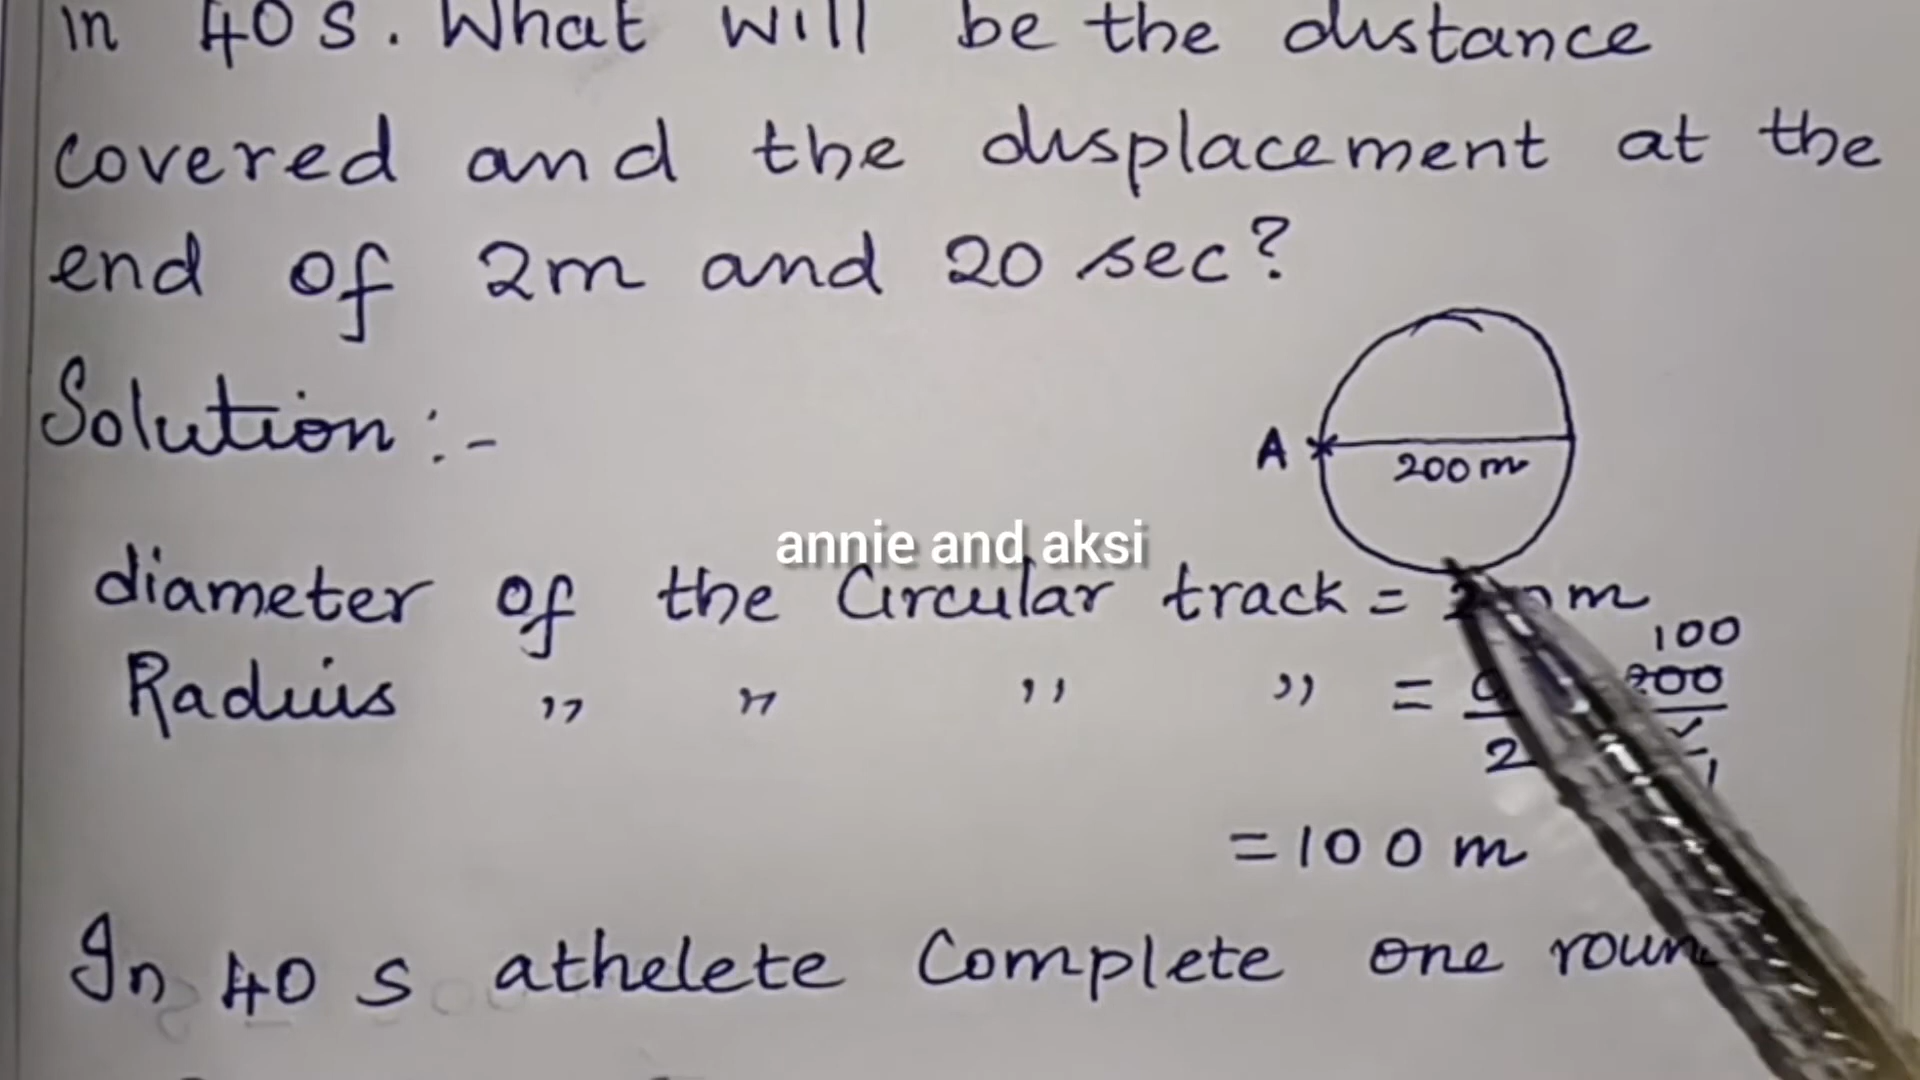 in 40 s. What will be the distance
covered and the displacement at the
end of 2m and 20 sec?
Solution :-
A 200 m
annie and aksi
diameter of the Circular track = m
Radius ,, ,, ,, ,, = 2 200 100 1
= 100 m
In 40 s athelete Complete one